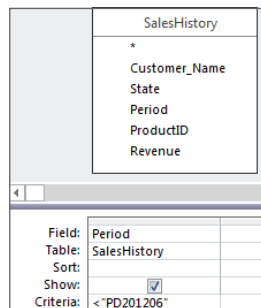 SalesHistory
*
Customer_Name
State
Period
ProductID
Revenue
Field: Period
Table: SalesHistory
Sort:
Show:
Criteria: <"PD201206"